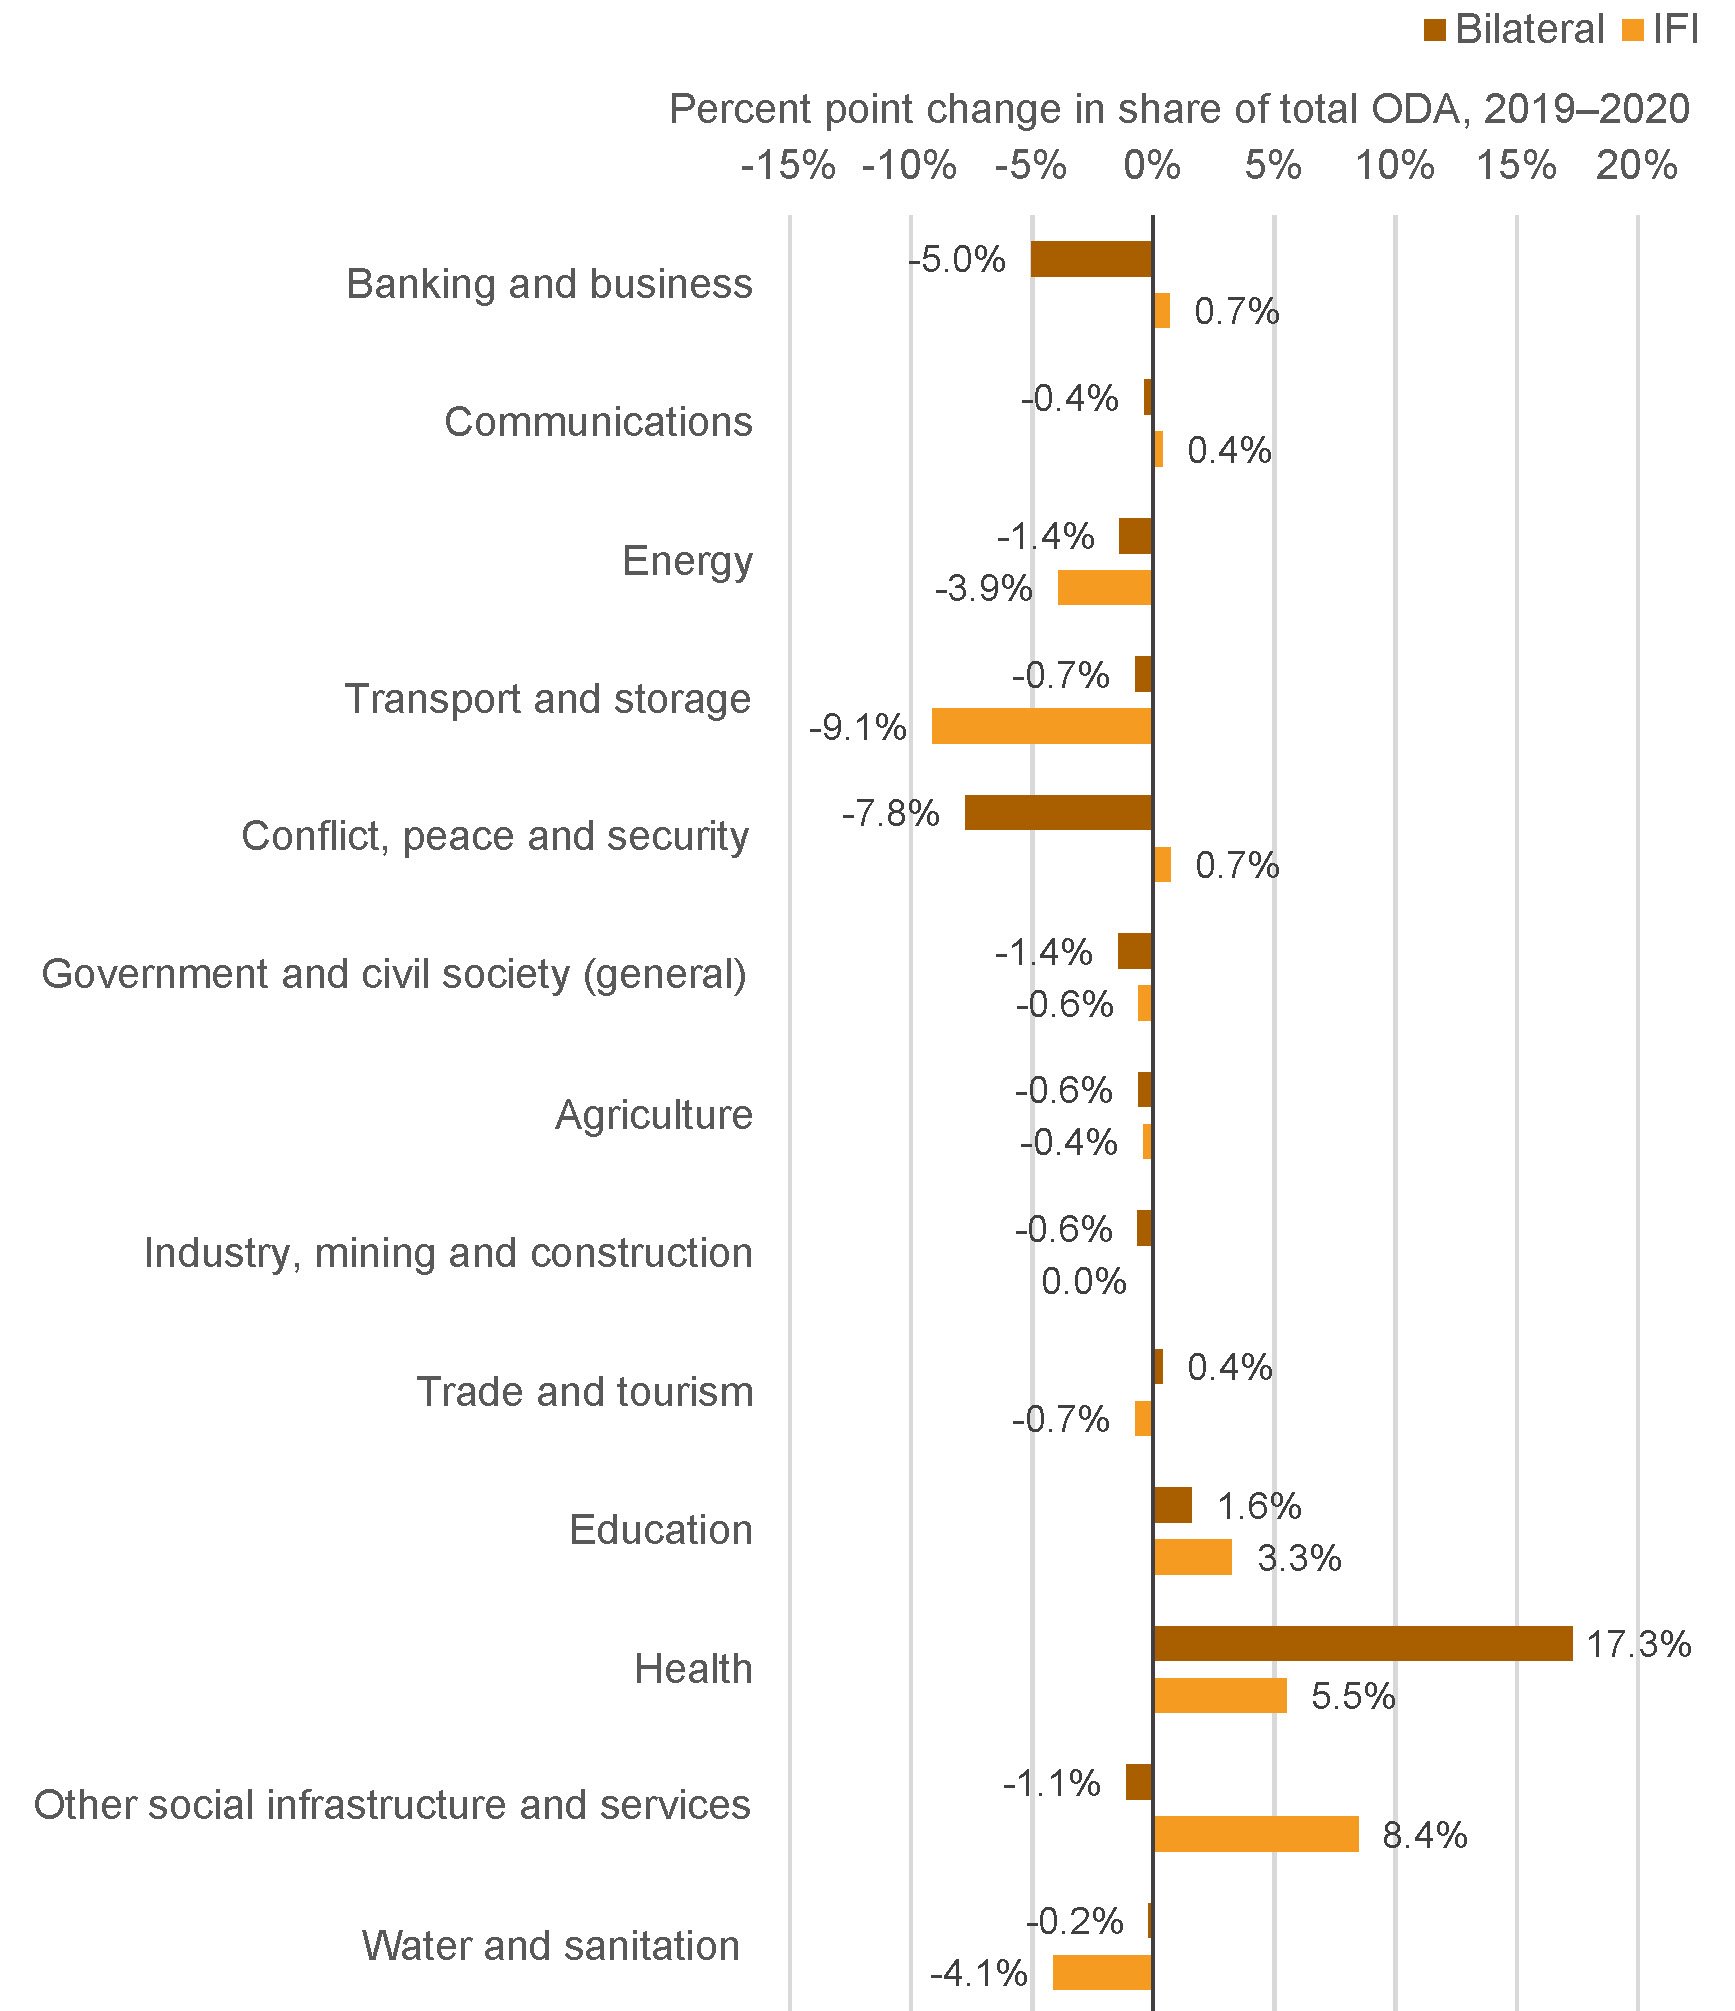 Bilateral IFI
Percent point change in share of total ODA, 2019–2020
-15% -10% -5% 0% 5% 10% 15% 20%
Banking and business
-5.0%
0.7%
Communications
-0.4%
0.4%
Energy
-1.4%
-3.9%
Transport and storage
-0.7%
-9.1%
Conflict, peace and security
-7.8%
0.7%
Government and civil society (general)
-1.4%
-0.6%
Agriculture
-0.6%
-0.4%
Industry, mining and construction
-0.6%
0.0%
Trade and tourism
0.4%
-0.7%
Education
1.6%
3.3%
Health
17.3%
5.5%
Other social infrastructure and services
-1.1%
8.4%
Water and sanitation
-0.2%
-4.1%